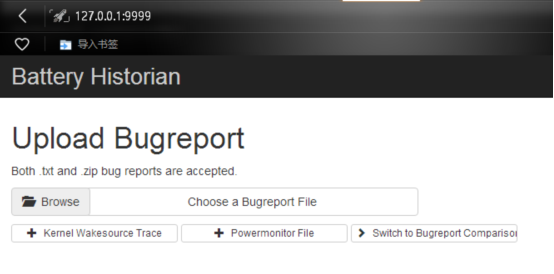 127.0.0.1:9999
导入书签
Battery Historian
Upload Bugreport
Both .txt and .zip bug reports are accepted.
Browse Choose a Bugreport File
Kernel Wakesource Trace Powermonitor File Switch to Bugreport Comparison